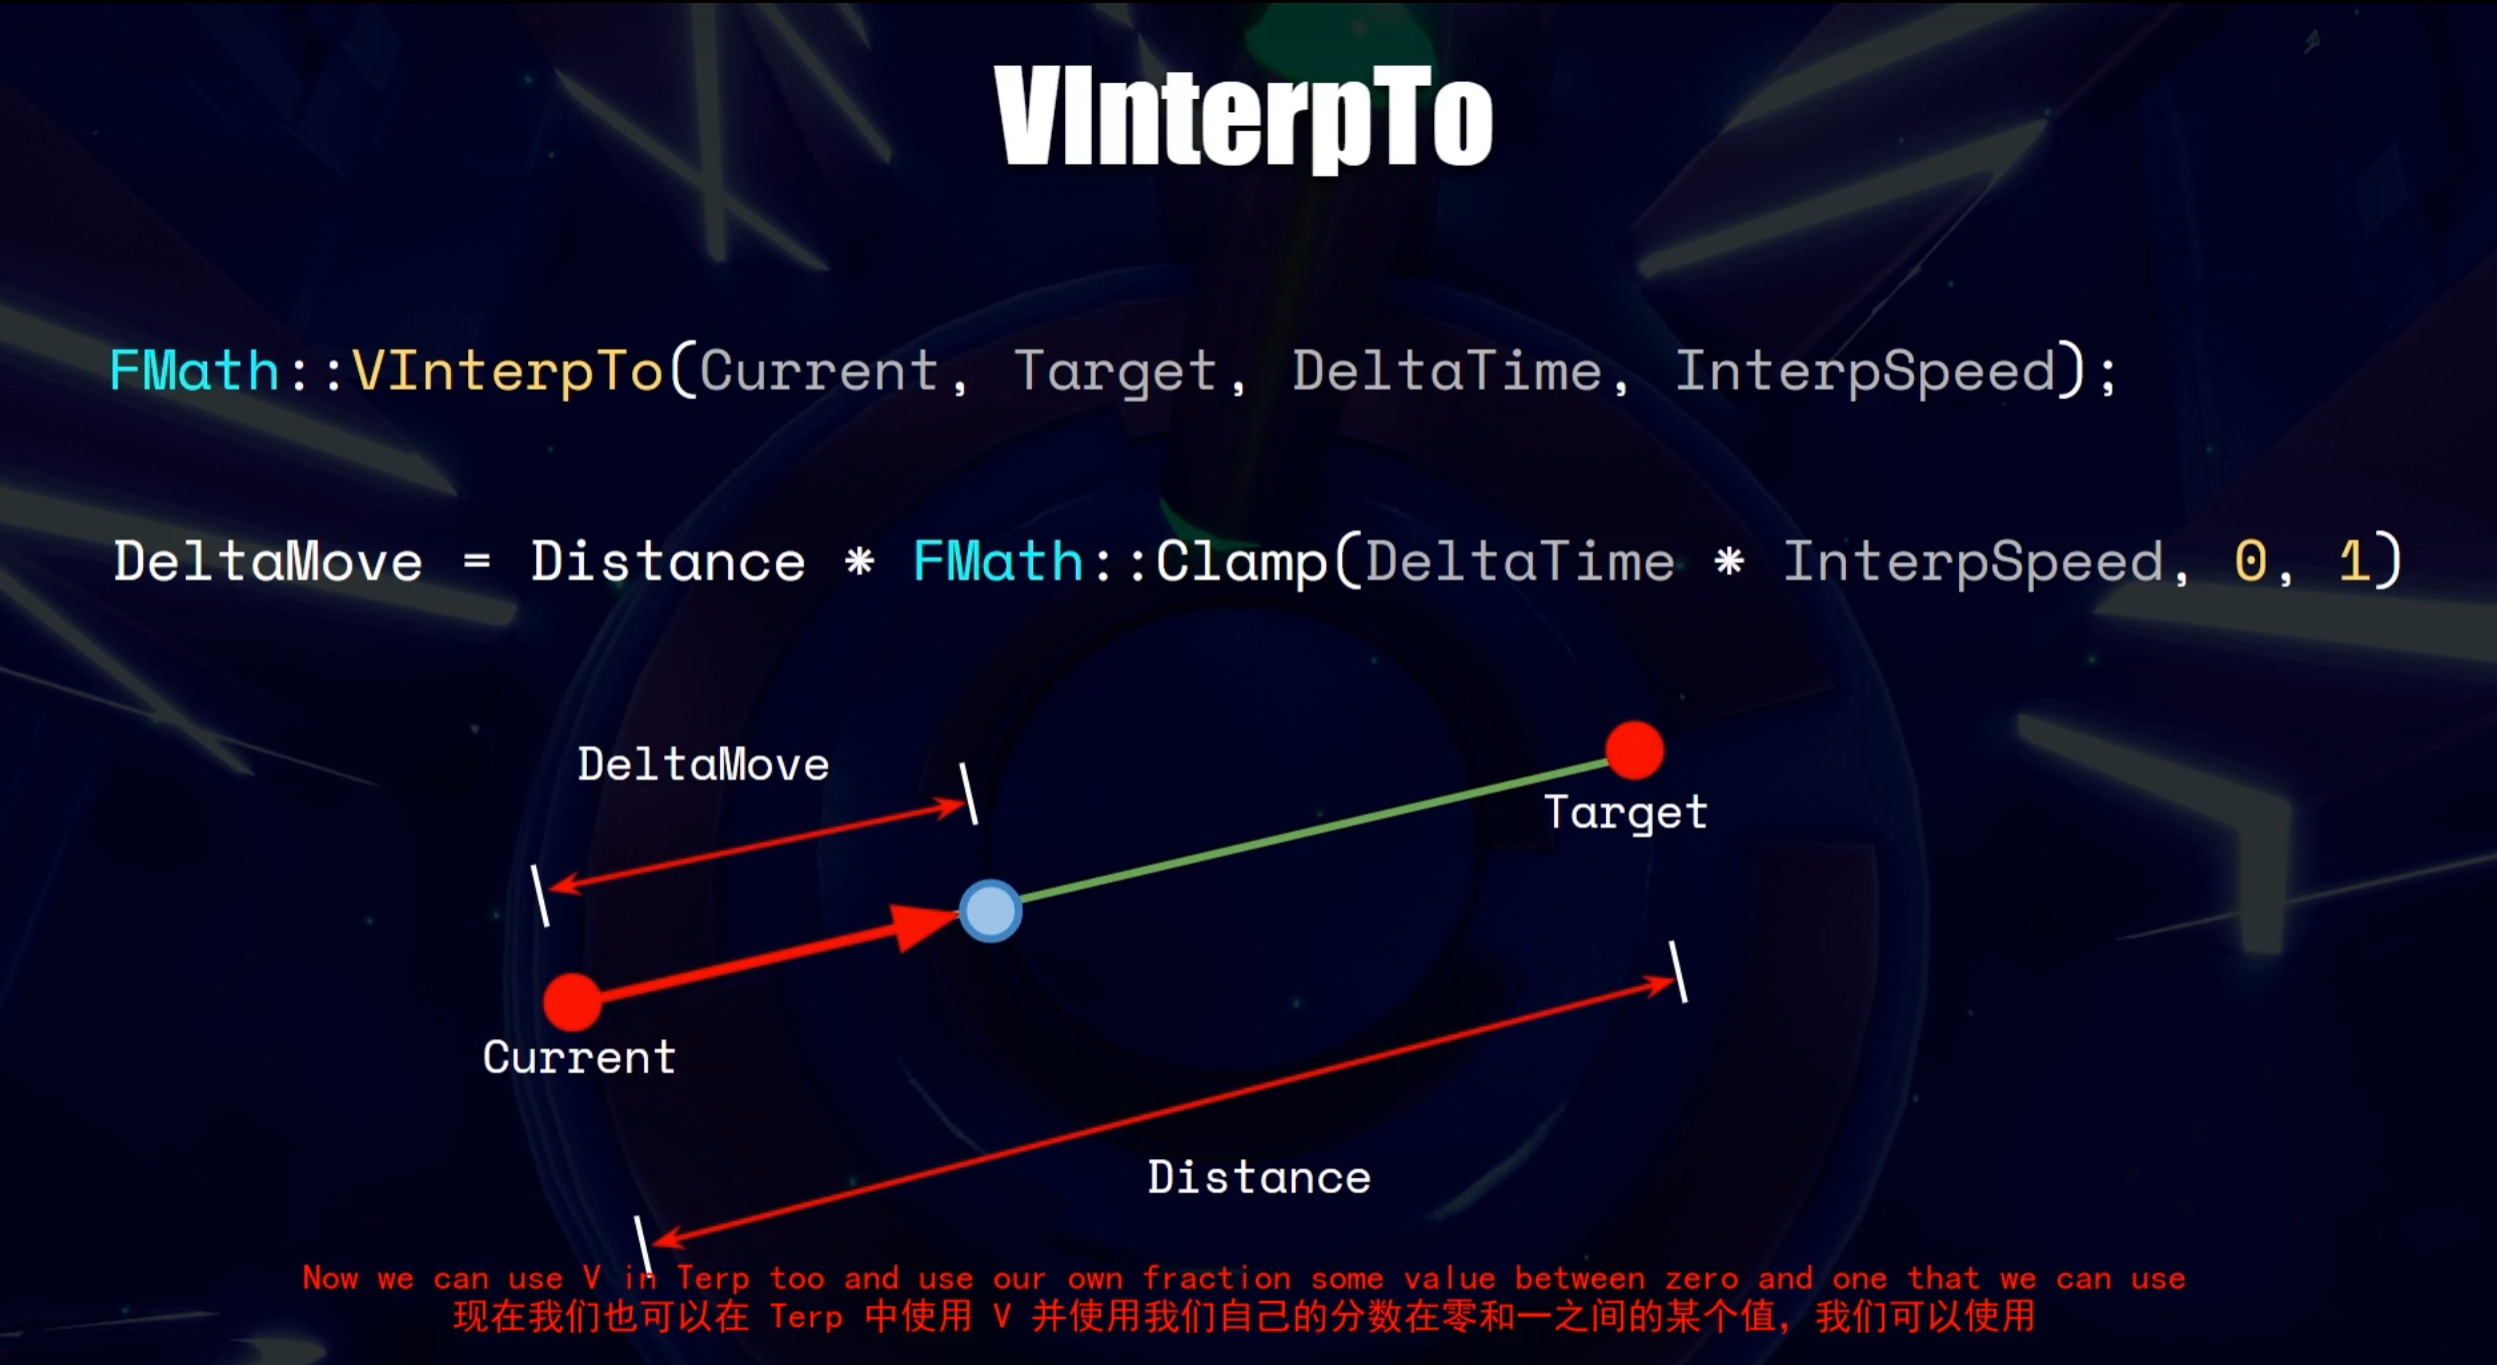 VInterpTo
FMath::VInterpTo(Current, Target, DeltaTime, InterpSpeed);
DeltaMove = Distance * FMath::Clamp(DeltaTime * InterpSpeed, 0, 1)
DeltaMove
Target
Current
Distance
Now we can use V in Terp too and use our own fraction some value between zero and one that we can use
现在我们也可以在 Terp 中使用 V 并使用我们自己的分数在零和一之间的某个值，我们可以使用